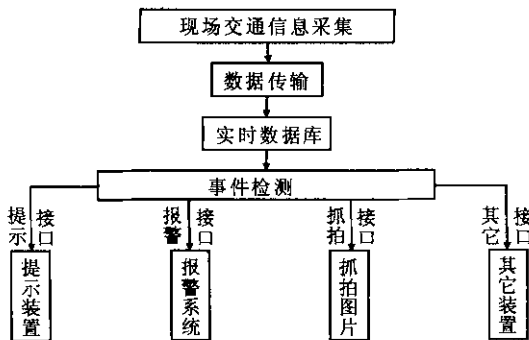 现场交通信息采集
数据传输
实时数据库
事件检测
提示 接口
报警 接口
抓拍 接口
其它 接口
提示装置
报警系统
抓拍图片
其它装置